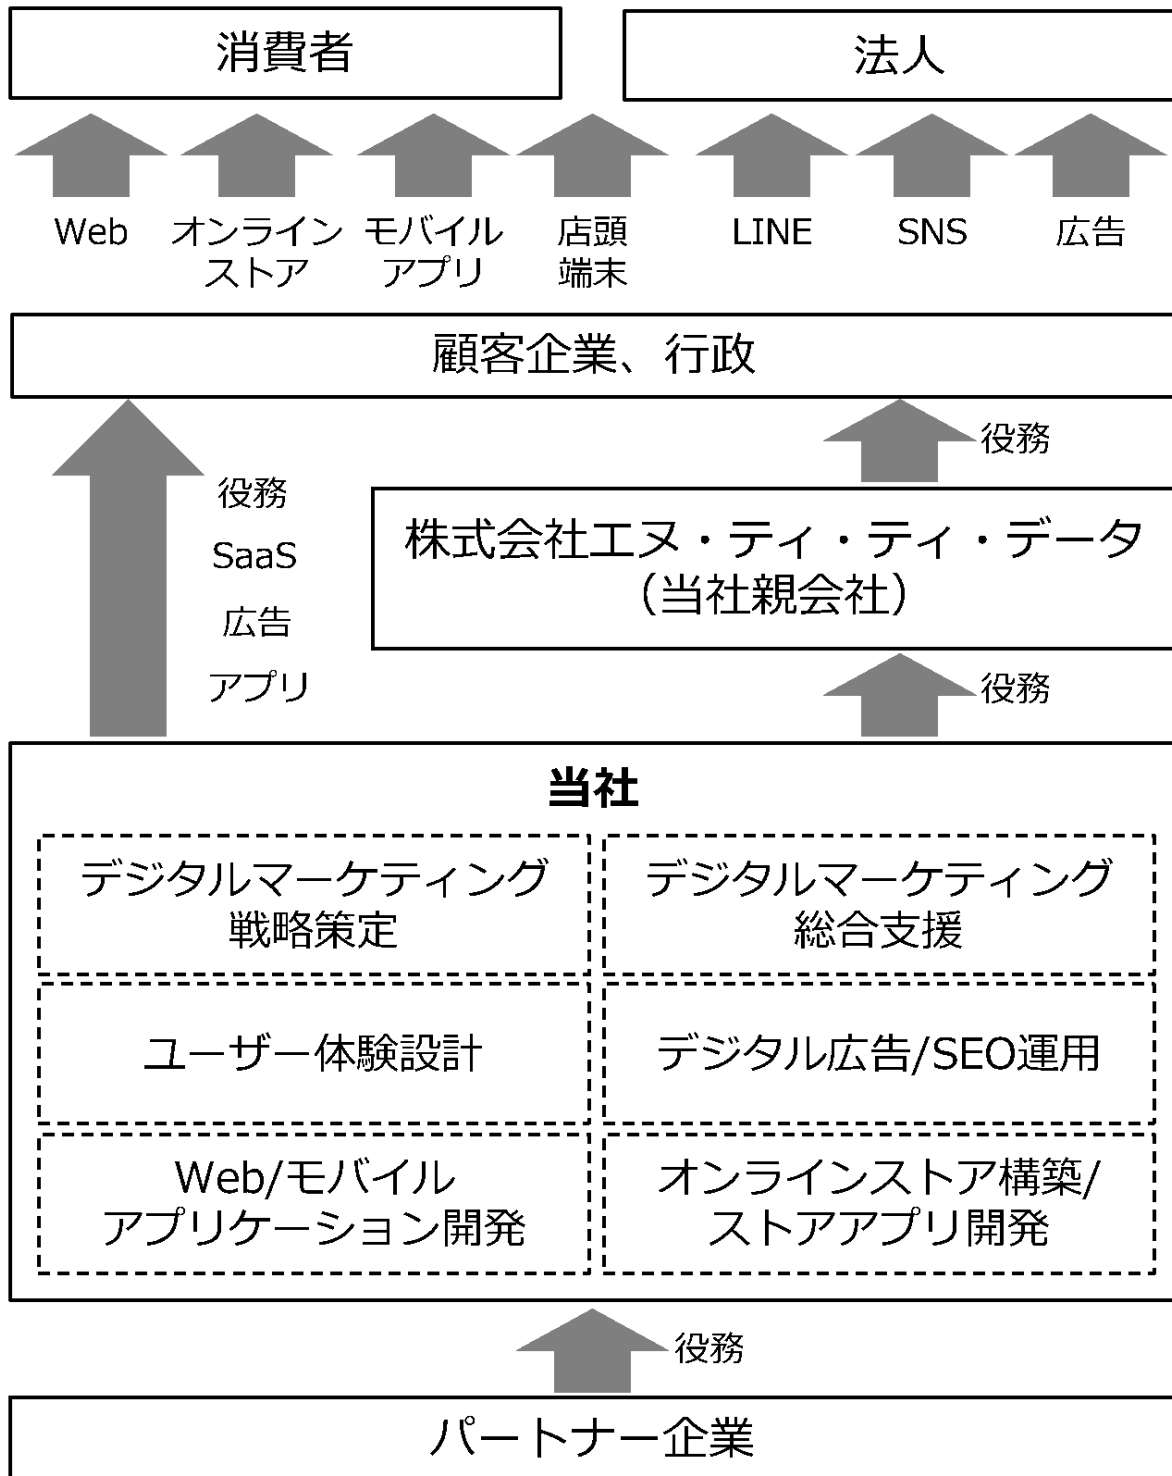 消費者
法人
Web
オンライン
ストア
モバイル
アプリ
店頭
端末
LINE
SNS
広告
顧客企業、行政
役務
SaaS
広告
アプリ
役務
株式会社エヌ・ティ・ティ・データ
（当社親会社）
役務
当社
デジタルマーケティング
戦略策定
デジタルマーケティング
総合支援
ユーザー体験設計
デジタル広告/SEO運用
Web/モバイル
アプリケーション開発
オンラインストア構築/
ストアアプリ開発
役務
パートナー企業